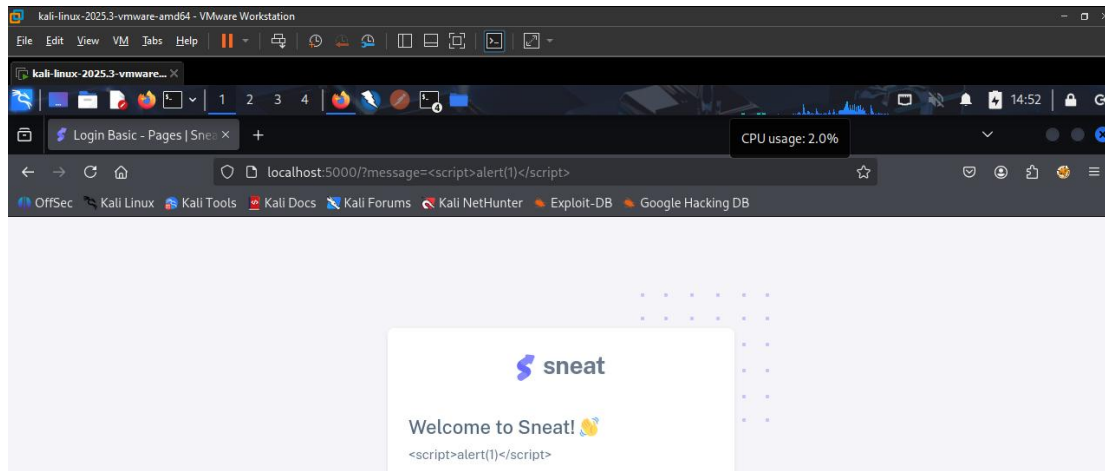 kali-linux-2025.3-vmware-amd64 - VMware Workstation
File Edit View VM Tabs Help
kali-linux-2025.3-vmware...
1 2 3 4 4 14:52
Login Basic - Pages | Snea
CPU usage: 2.0%
localhost:5000/?message=<script>alert(1)</script>
OffSec Kali Linux Kali Tools Kali Docs Kali Forums Kali NetHunter Exploit-DB Google Hacking DB
sneat
Welcome to Sneat! 👋
<script>alert(1)</script>